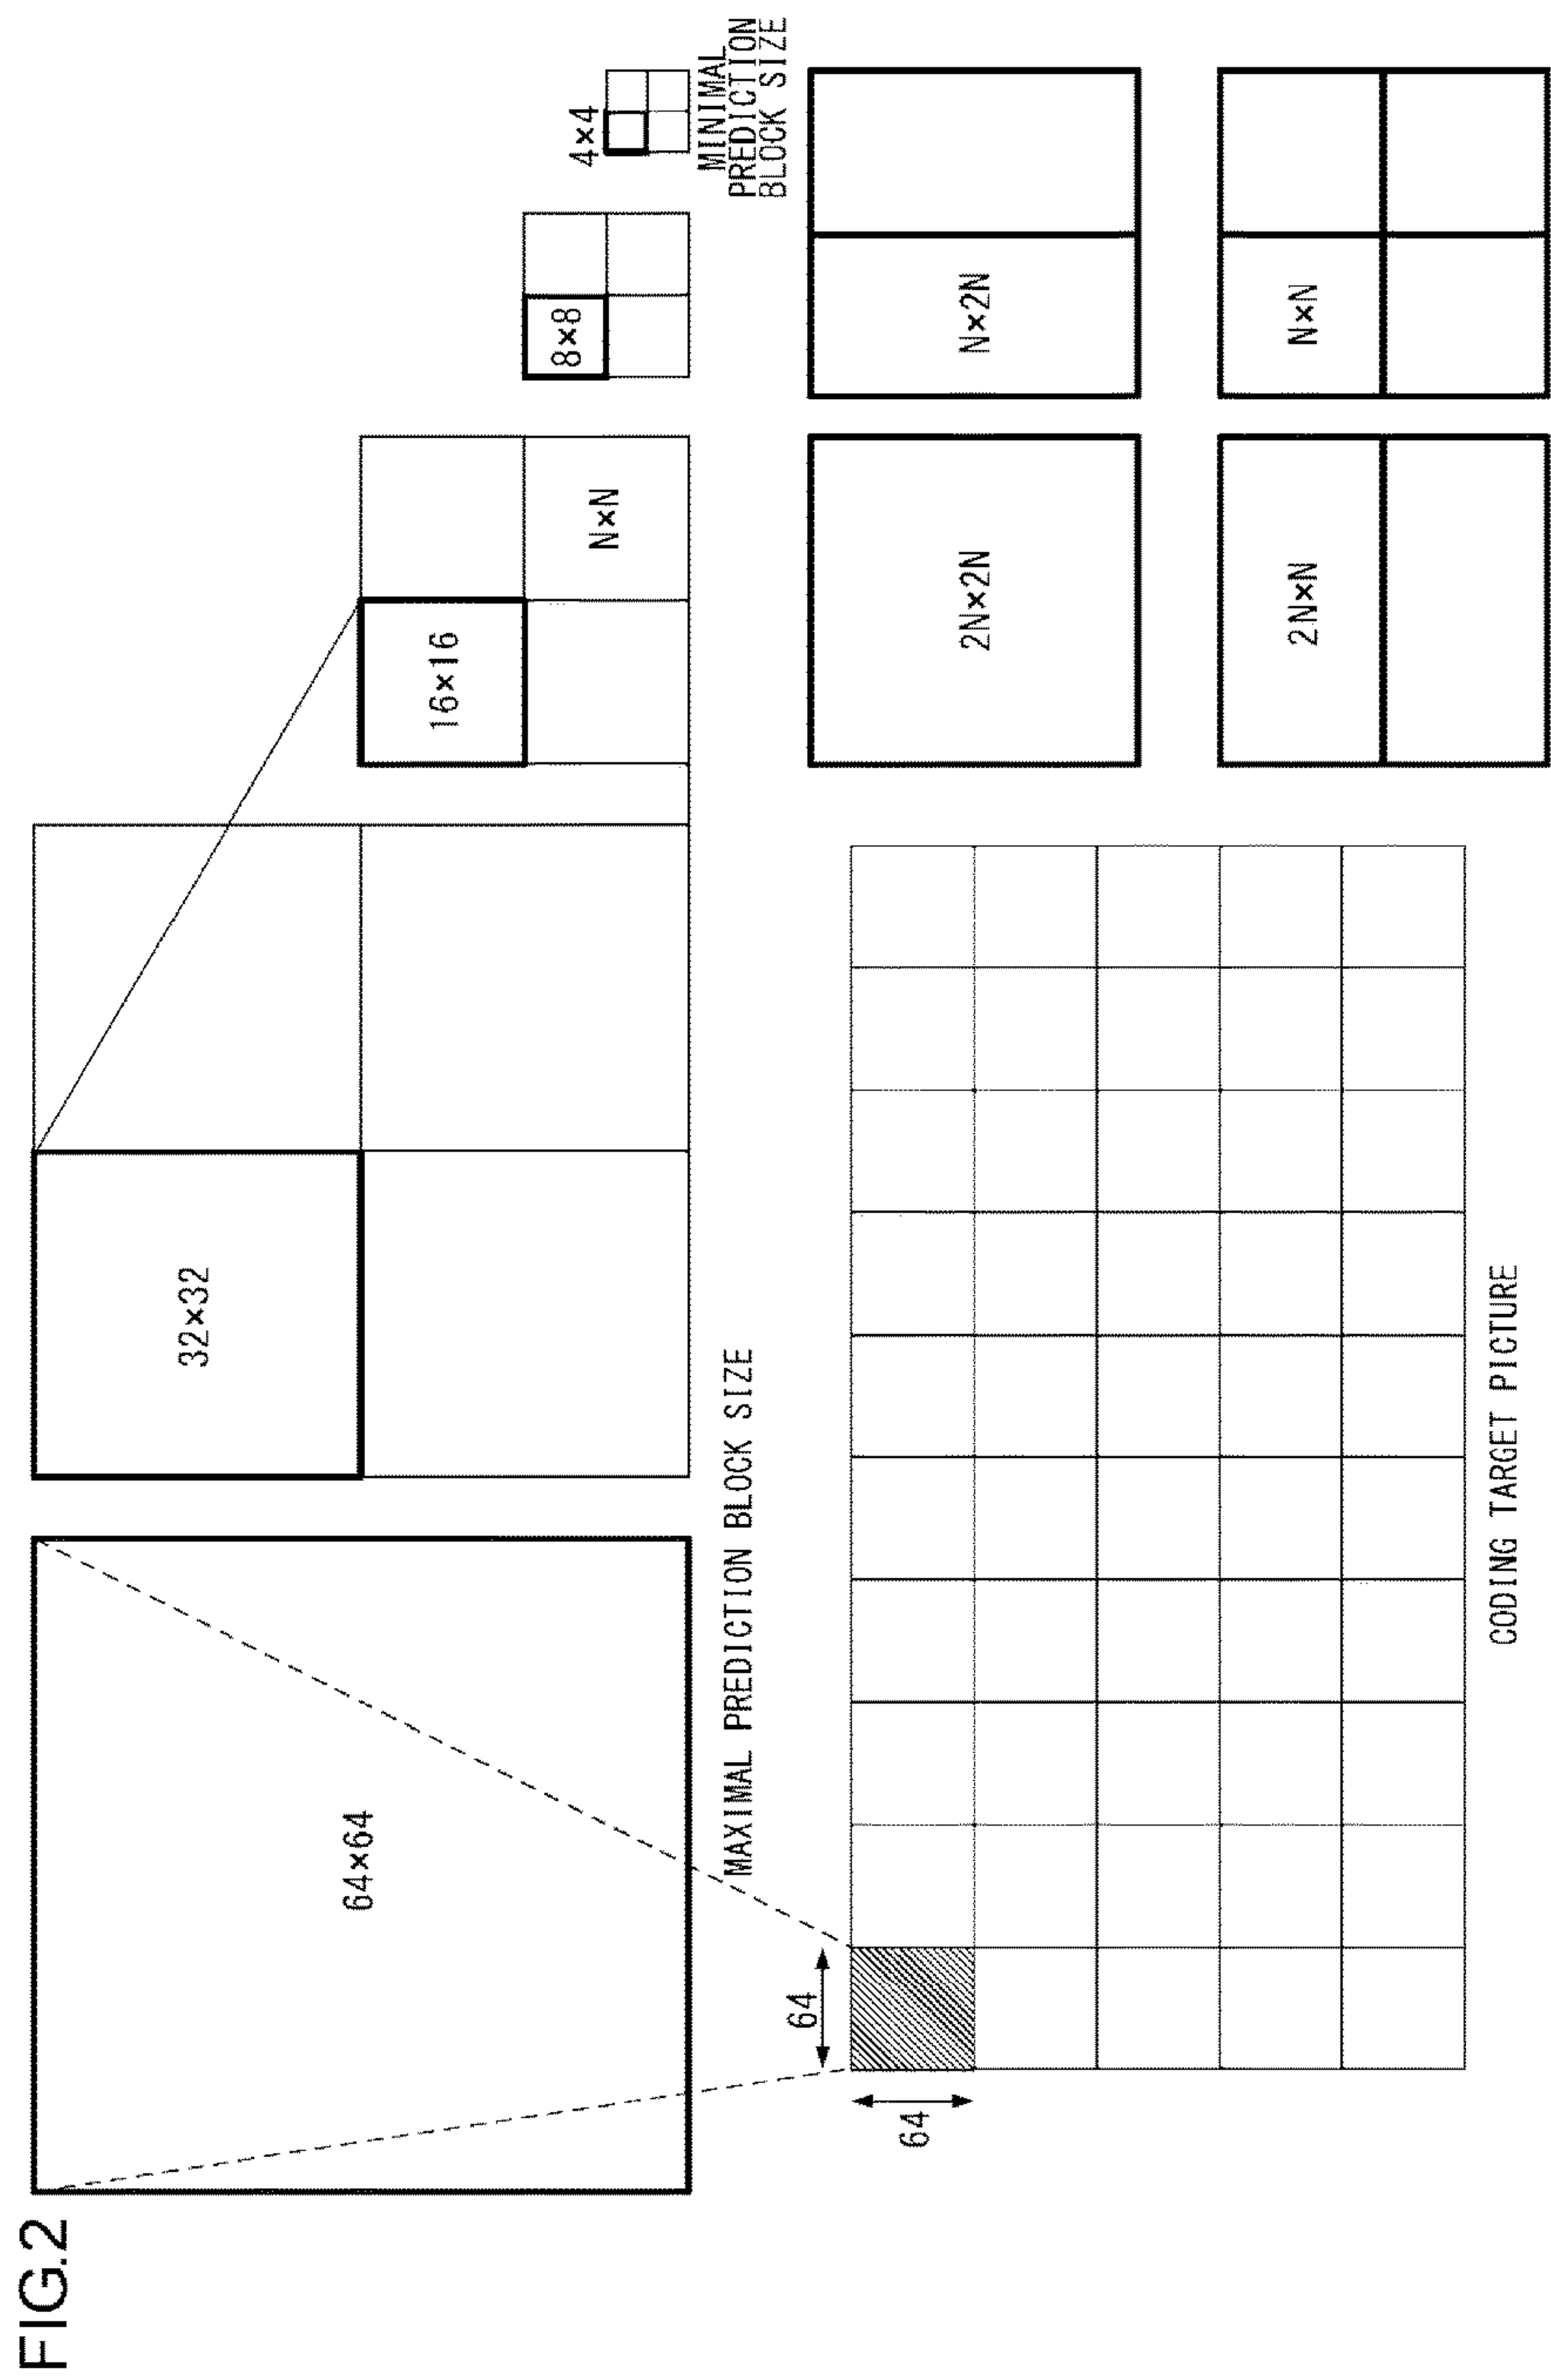 FIG.2
64×64
32×32
16×16
N×N
8×8
4×4
MAXIMAL PREDICTION BLOCK SIZE
MINIMAL
PREDICTION
BLOCK SIZE
64
64
CODING TARGET PICTURE
2N×2N
N×2N
2N×N
N×N